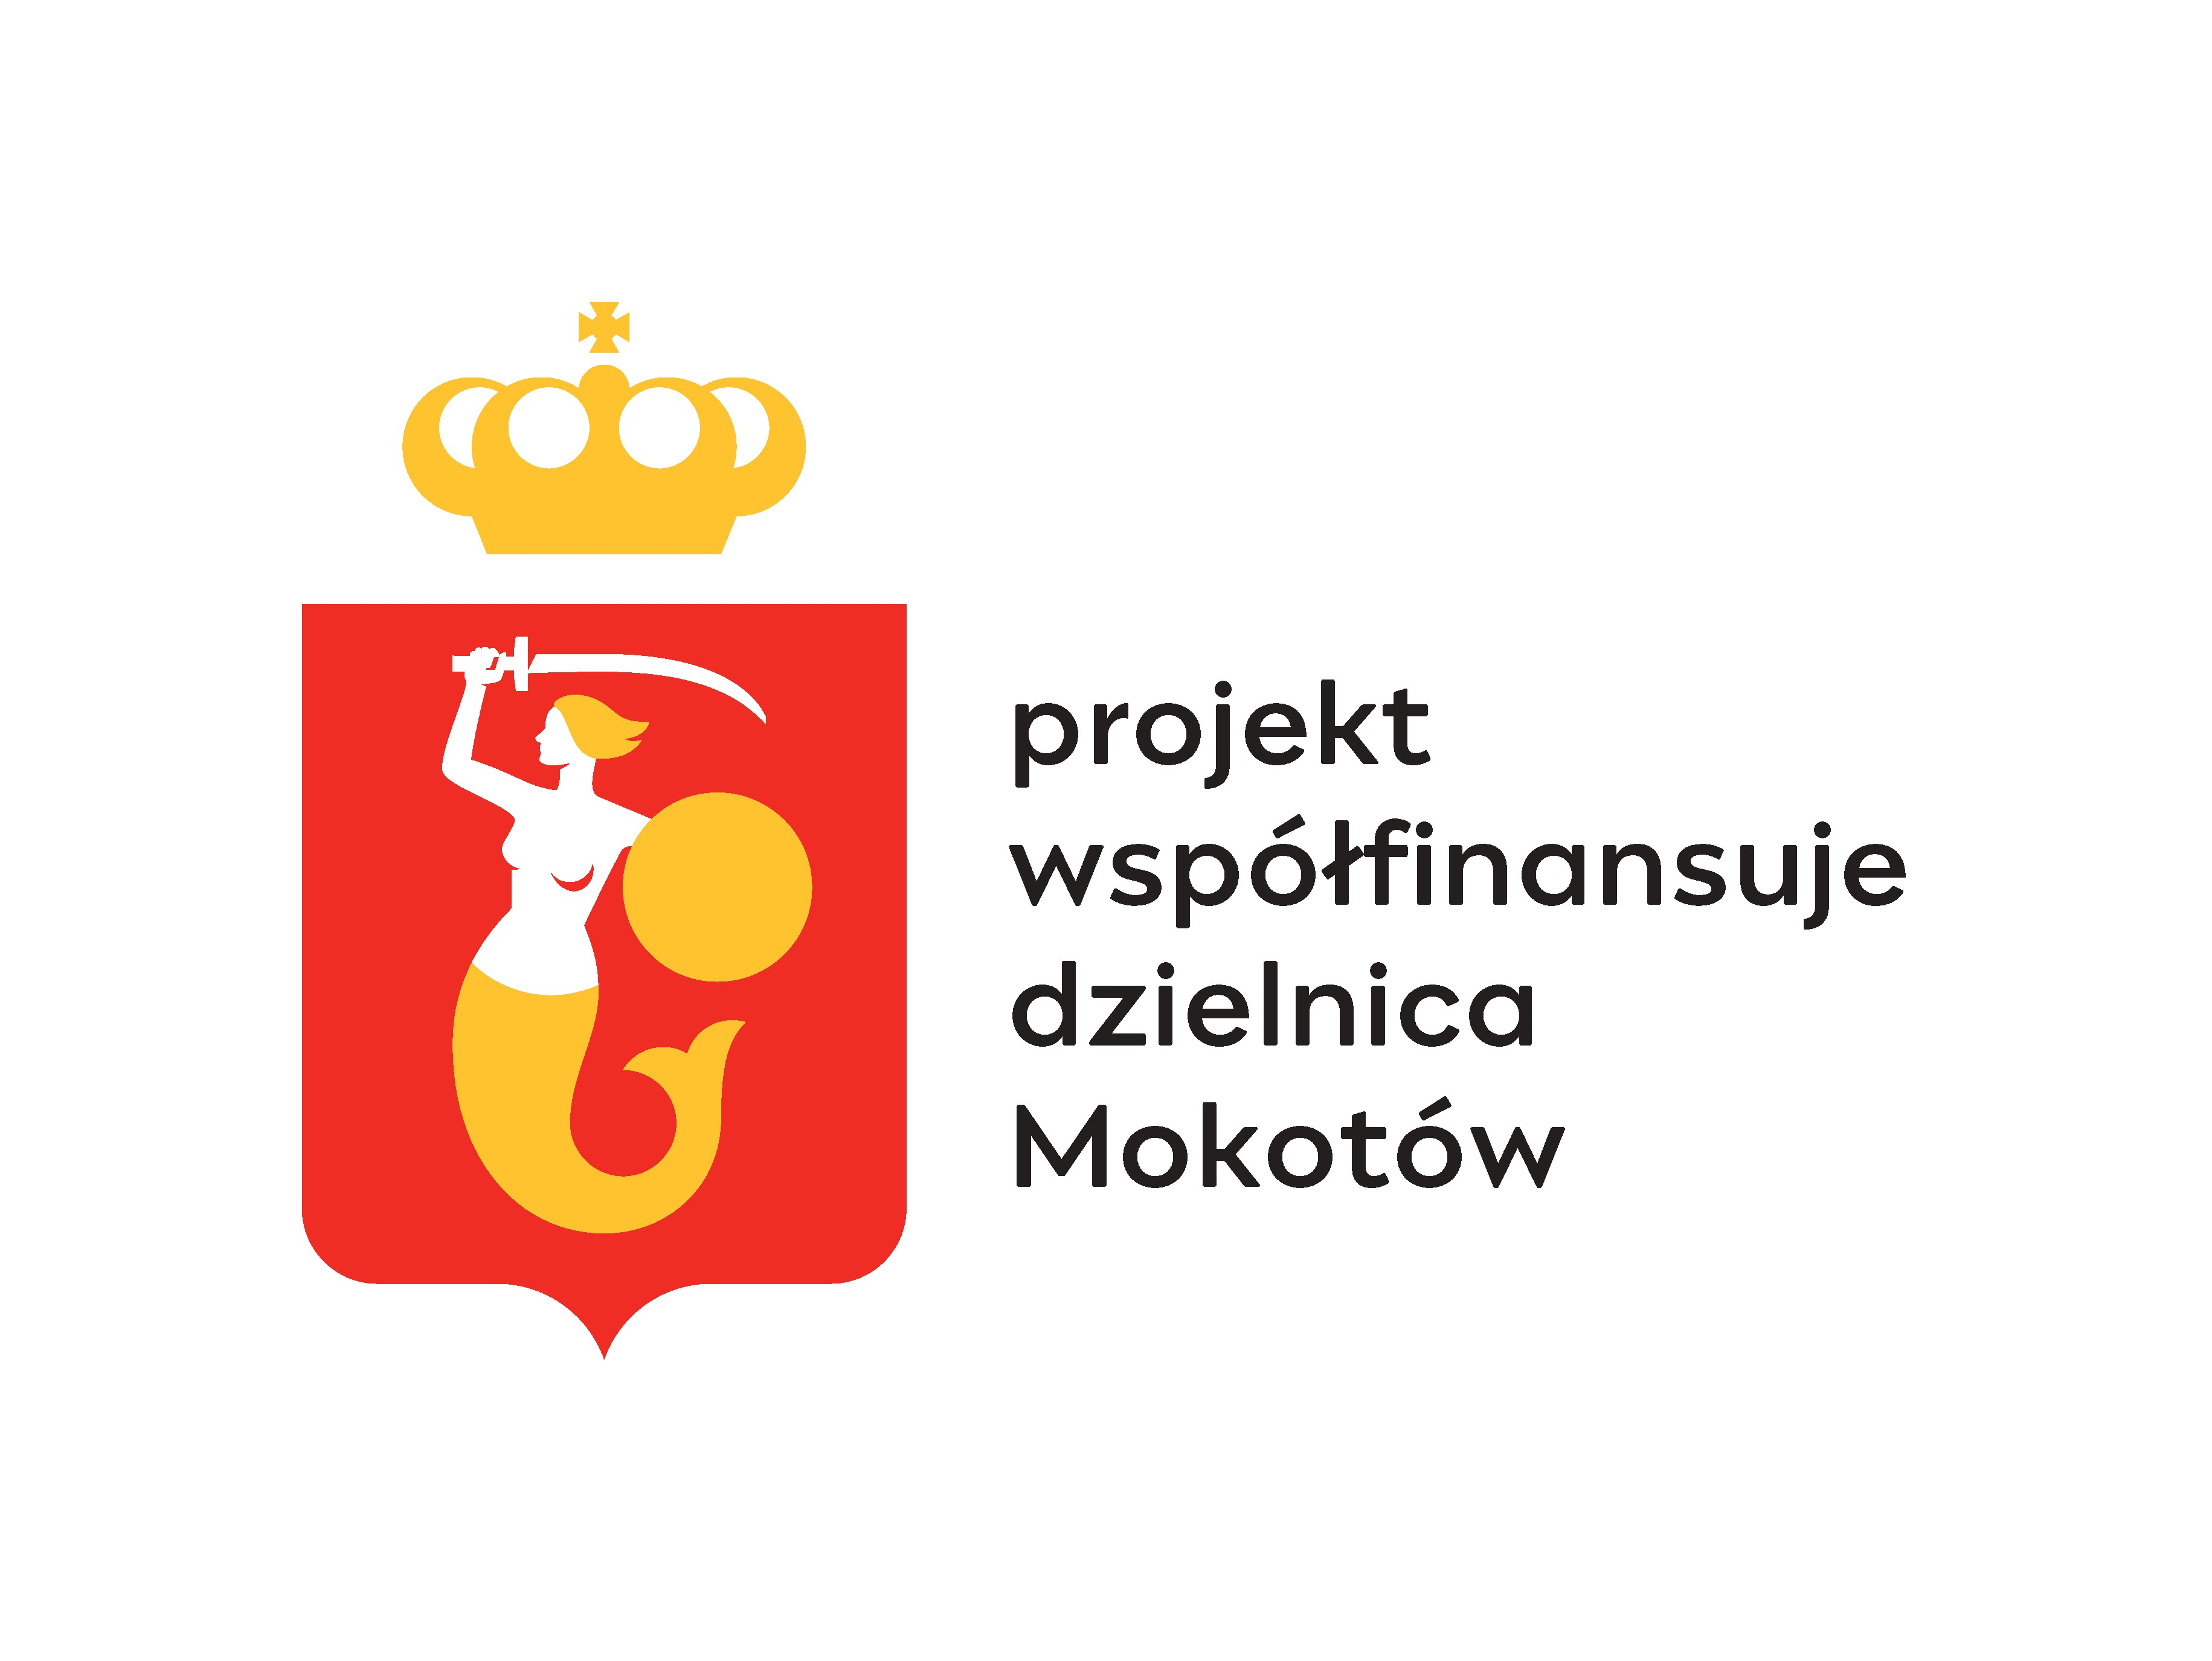 projekt
współfinansuje
dzielnica
Mokotów